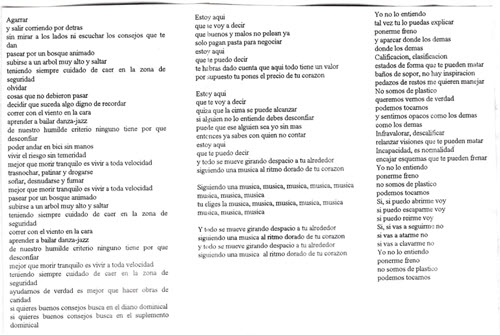 Agarrar
y salir corriendo por detras
sin mirar a los lados ni escuchar los consejos que te
dan
pasear por un bosque animado
subirse a un arbol muy alto y saltar
teniendo siempre cuidado de caer en la zona de
seguridad
olvidar
cosas que no debieron pasar
decidir que suceda algo digno de recordar
correr con el viento en la cara
aprender a bailar danza-jazz
de nuestro humilde criterio ninguno tiene por que
desconfiar
poder andar en bici sin manos
vivir el riesgo sin temeridad
mejor que morir tranquilo es vivir a toda velocidad
trasnochar, patinar y drogarse
soñar, desnudarse y fumar
mejor que morir tranquilo es vivir a toda velocidad
pasear por un bosque animado
subirse a un arbol muy alto y saltar
teniendo siempre cuidado de caer en la zona de
seguridad
correr con el viento en la cara
aprender a bailar danza-jazz
de nuestro humilde criterio ninguno tiene por que
desconfiar
mejor que morir tranquilo es vivir a toda velocidad
teniendo siempre cuidado de caer en la zona de
seguridad
ayudarnos de verdad es mejor que hacer obras de
caridad
si quieres buenos consejos busca en el diario dominical
si quieres buenos consejos busca en el suplemento
dominical
Estoy aqui
que te voy a decir
que buenos y malos no pelean ya
solo pagan pasta para negociar
estoy aqui
que te puedo decir
te habras dado cuenta que aqui todo tiene un valor
por supuesto ta pones el precio de tu corazon
Estoy aqui
que te voy a decir
quiza que la cima se puede alcanzar
si alguien no lo entiende debes desconfiar
puede que ese alguien sea yo sin mas
entonces ya sabes con quien no contar
estoy aqui
que te puedo decir
y todo se mueve girando despacio a tu alrededor
siguiendo una musica al ritmo dorado de tu corazon
Siguiendo una musica, musica, musica, musica, musica
musica, musica, musica
tu eliges la musica, musica, musica, musica, musica
musica, musica, musica
Y todo se mueve girando despacio a tu alrededor
siguiendo una musica al ritmo dorado de tu corazon
y todo se mueve girando despacio a tu alrededor
siguiendo una musica al ritmo dorado de tu corazon
Yo no lo entiendo
tal vez tu lo puedas explicar
ponerme freno
y aparcar donde los demas
donde los demas
Calificacion, clasificacion
estados de forma que te pueden matar
baños de sopor, no hay inspiracion
pedazos de restos me quieren manejar
No somos de plastico
queremos vernos de verdad
podemos tocarnos
y sentirnos opacos como los demas
como los demas
Infravalorar, descalificar
relanzar visiones que te pueden matar
Incapacidad, es normalidad
encajar esquemas que te pueden frenar
Yo no lo entiendo
ponerme freno
no somos de plastico
podemos tocarnos
Si, si puedo abrirme voy
si puedo escaparme voy
si puedo reirme voy
Si, si vas a seguirme no
si vas a atarme no
si vas a clavarme no
Yo no lo entiendo
ponerme freno
no somos de plastico
podemos tocarnos